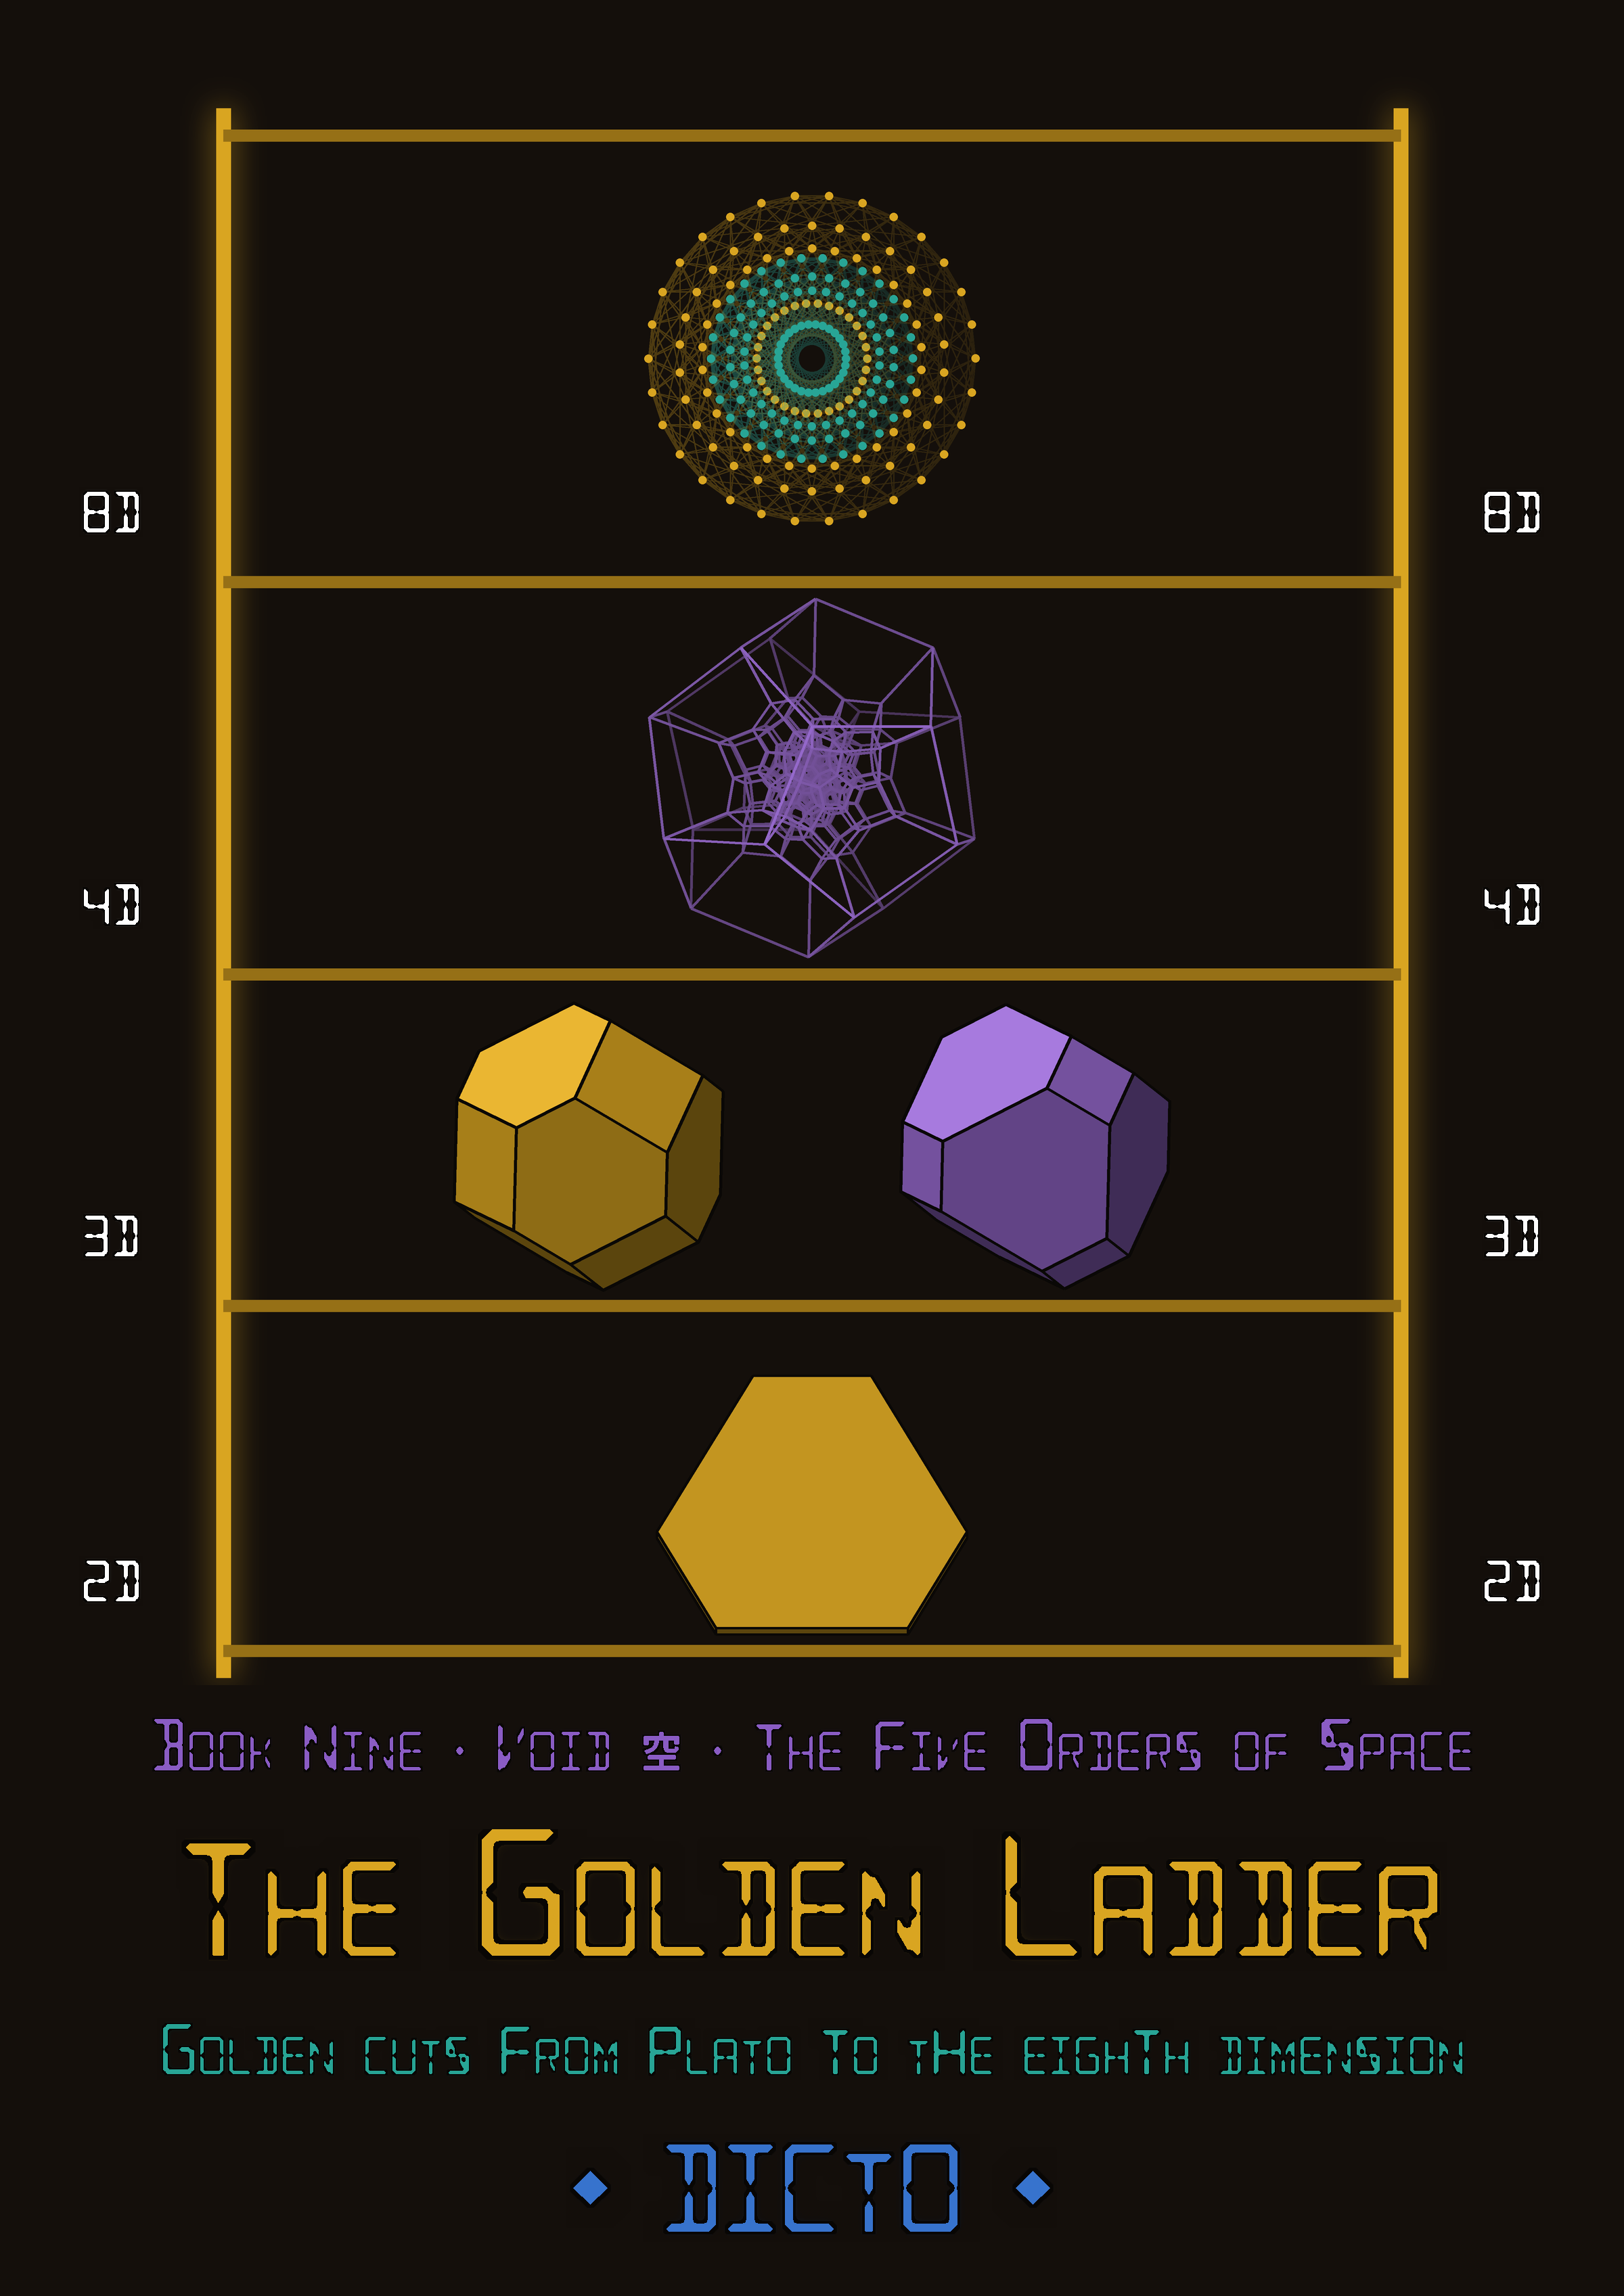 8D 8D
4D 4D
3D 3D
2D 2D
Book Nine · Void 空 · The Five Orders of Space
The Golden Ladder
Golden cuts From Plato To tHe eighTh dimension
◆ DICTO ◆